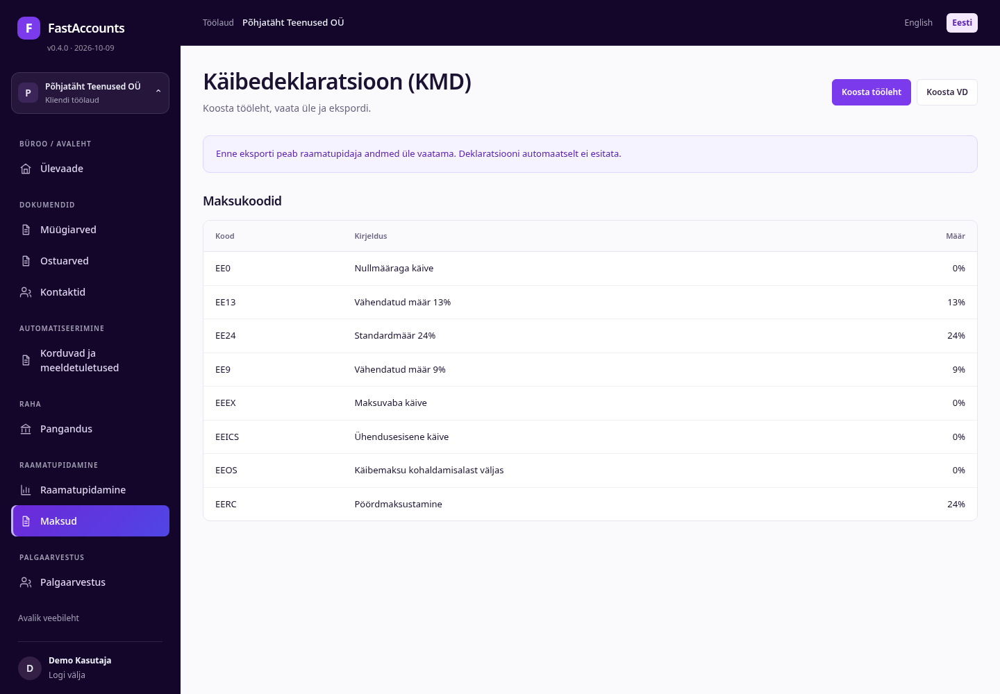 F FastAccounts
v0.4.0 · 2026-10-09
P Põhjatäht Teenused OÜ
Kliendi töölaud
BÜROO / AVALEHT
Ülevaade
DOKUMENDID
Müügiarved
Ostuarved
Kontaktid
AUTOMATISEERIMINE
Korduvad ja
meeldetuletused
RAHA
Pangandus
RAAMATUPIDAMINE
Raamatupidamine
Maksud
PALGAARVESTUS
Palgaarvestus
Avalik veebileht
D Demo Kasutaja
Logi välja
Töölaud Põhjatäht Teenused OÜ English Eesti
Käibedeklaratsioon (KMD)
Koosta tööleht, vaata üle ja ekspordi.
Koosta tööleht Koosta VD
Enne eksporti peab raamatupidaja andmed üle vaatama. Deklaratsiooni automaatselt ei esitata.
Maksukoodid
Kood Kirjeldus Määr
EE0 Nullmääraga käive 0%
EE13 Vähendatud määr 13% 13%
EE24 Standardmäär 24% 24%
EE9 Vähendatud määr 9% 9%
EEEX Maksuvaba käive 0%
EEICS Ühendusesisene käive 0%
EEOS Käibemaksu kohaldamisalast väljas 0%
EERC Pöördmaksustamine 24%